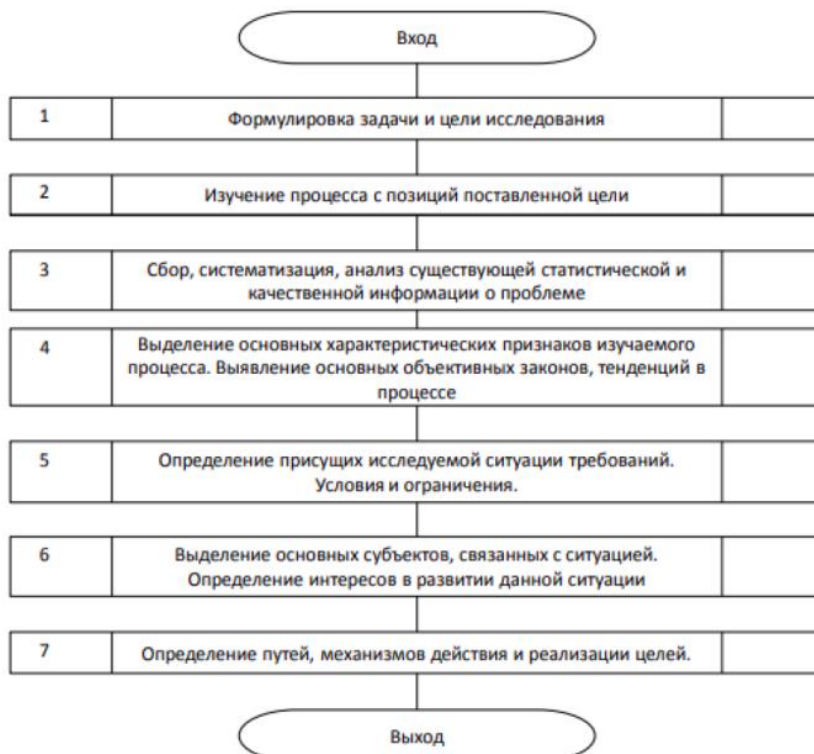 Вход
1
Формулировка задачи и цели исследования
2
Изучение процесса с позиций поставленной цели
3
Сбор, систематизация, анализ существующей статистической и
качественной информации о проблеме
4
Выделение основных характеристических признаков изучаемого
процесса. Выявление основных объективных законов, тенденций в
процессе
5
Определение присущих исследуемой ситуации требований.
Условия и ограничения.
6
Выделение основных субъектов, связанных с ситуацией.
Определение интересов в развитии данной ситуации
7
Определение путей, механизмов действия и реализации целей.
Выход